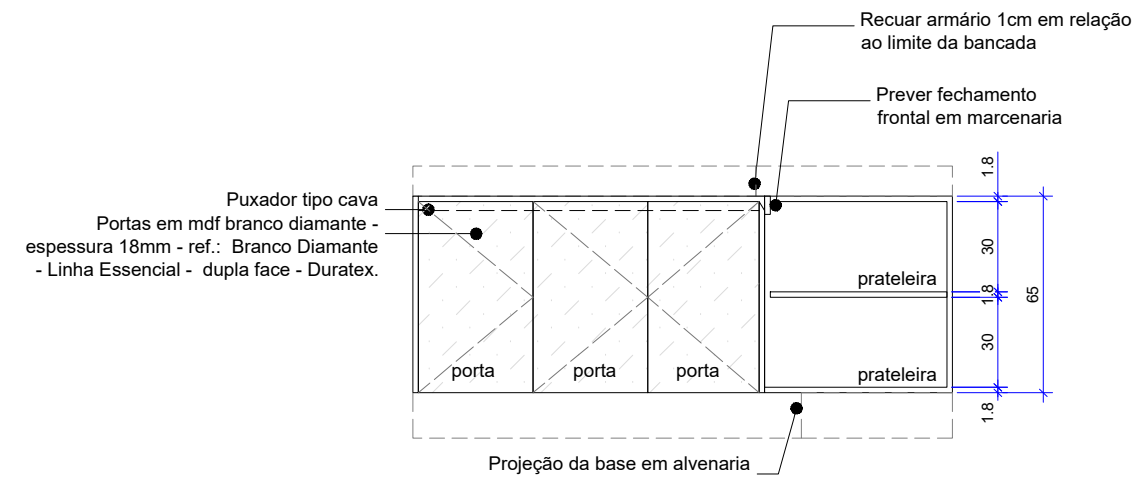 Recuar armário 1cm em relação
ao limite da bancada
Prever fechamento
frontal em marcenaria
Puxador tipo cava
Portas em mdf branco diamante -
espessura 18mm - ref.: Branco Diamante
- Linha Essencial - dupla face - Duratex.
porta
porta
porta
prateleira
prateleira
1.8
30
1.8
30
1.8
65
Projeção da base em alvenaria